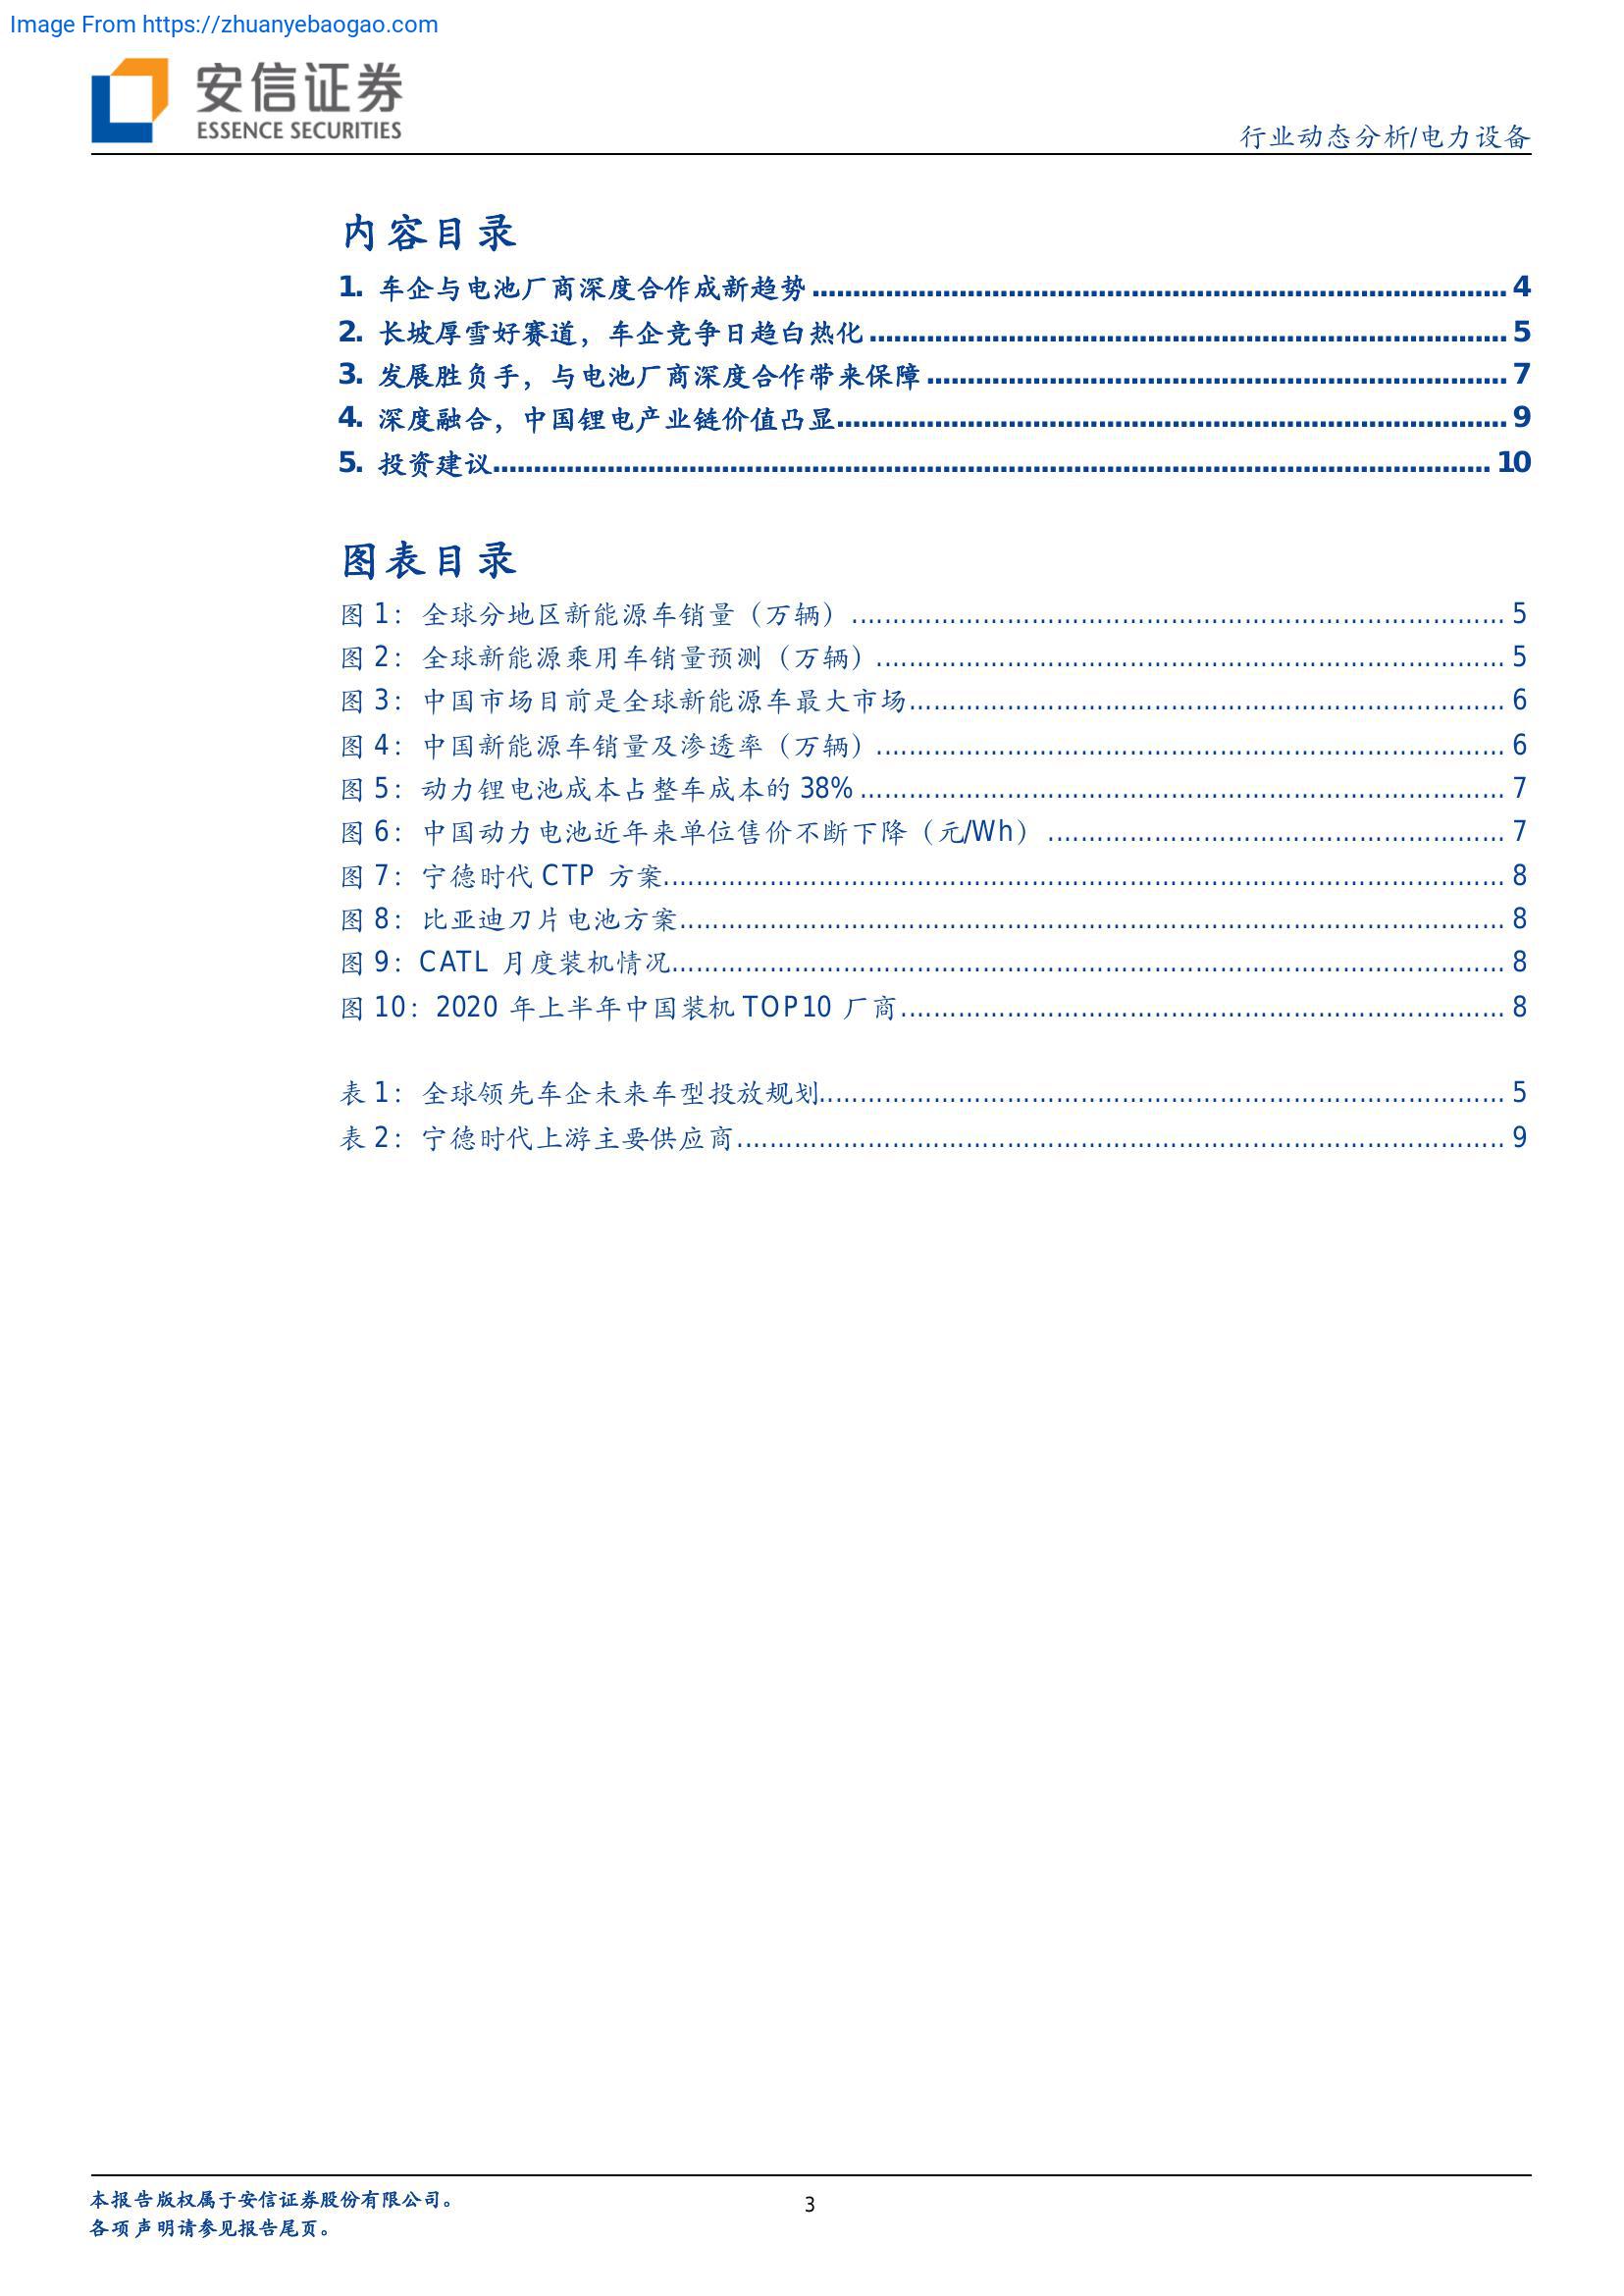 Image From https://zhuanyebaogao.com
安信证券
ESSENCE SECURITIES
行业动态分析/电力设备
内容目录
1. 车企与电池厂商深度合作成新趋势 4
2. 长坡厚雪好赛道，车企竞争日趋白热化 5
3. 发展胜负手，与电池厂商深度合作带来保障 7
4. 深度融合，中国锂电产业链价值凸显 9
5. 投资建议 10
图表目录
图 1：全球分地区新能源车销量（万辆） 5
图 2：全球新能源乘用车销量预测（万辆） 5
图 3：中国市场目前是全球新能源车最大市场 6
图 4：中国新能源车销量及渗透率（万辆） 6
图 5：动力锂电池成本占整车成本的 38% 7
图 6：中国动力电池近年来单位售价不断下降（元/Wh） 7
图 7：宁德时代 CTP 方案 8
图 8：比亚迪刀片电池方案 8
图 9：CATL 月度装机情况 8
图 10：2020 年上半年中国装机 TOP10 厂商 8
表 1：全球领先车企未来车型投放规划 5
表 2：宁德时代上游主要供应商 9
本报告版权属于安信证券股份有限公司。
3
各项声明请参见报告尾页。